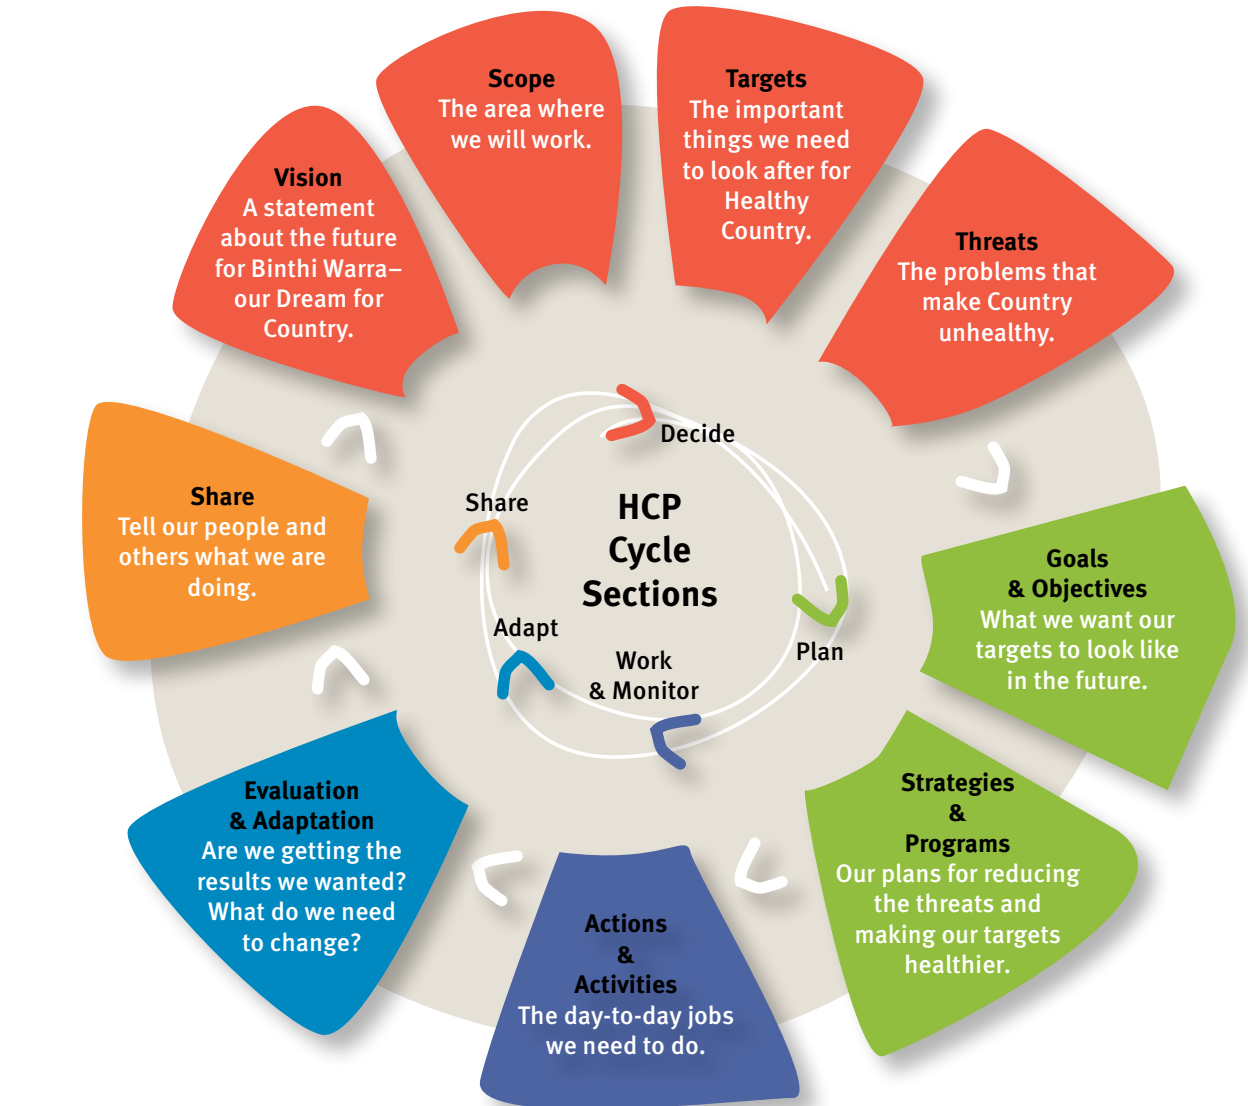 Scope
The area where
we will work.
Targets
The important
things we need
to look after for
Healthy
Country.
Threats
The problems that
make Country
unhealthy.
Goals
& Objectives
What we want our
targets to look like
in the future.
Strategies
&
Programs
Our plans for reducing
the threats and
making our targets
healthier.
Actions
&
Activities
The day-to-day jobs
we need to do.
Evaluation
& Adaptation
Are we getting the
results we wanted?
What do we need
to change?
Share
Tell our people and
others what we are
doing.
Vision
A statement
about the future
for Binthi Warra–
our Dream for
Country.
HCP
Cycle
Sections
Decide
Plan
Work
& Monitor
Adapt
Share